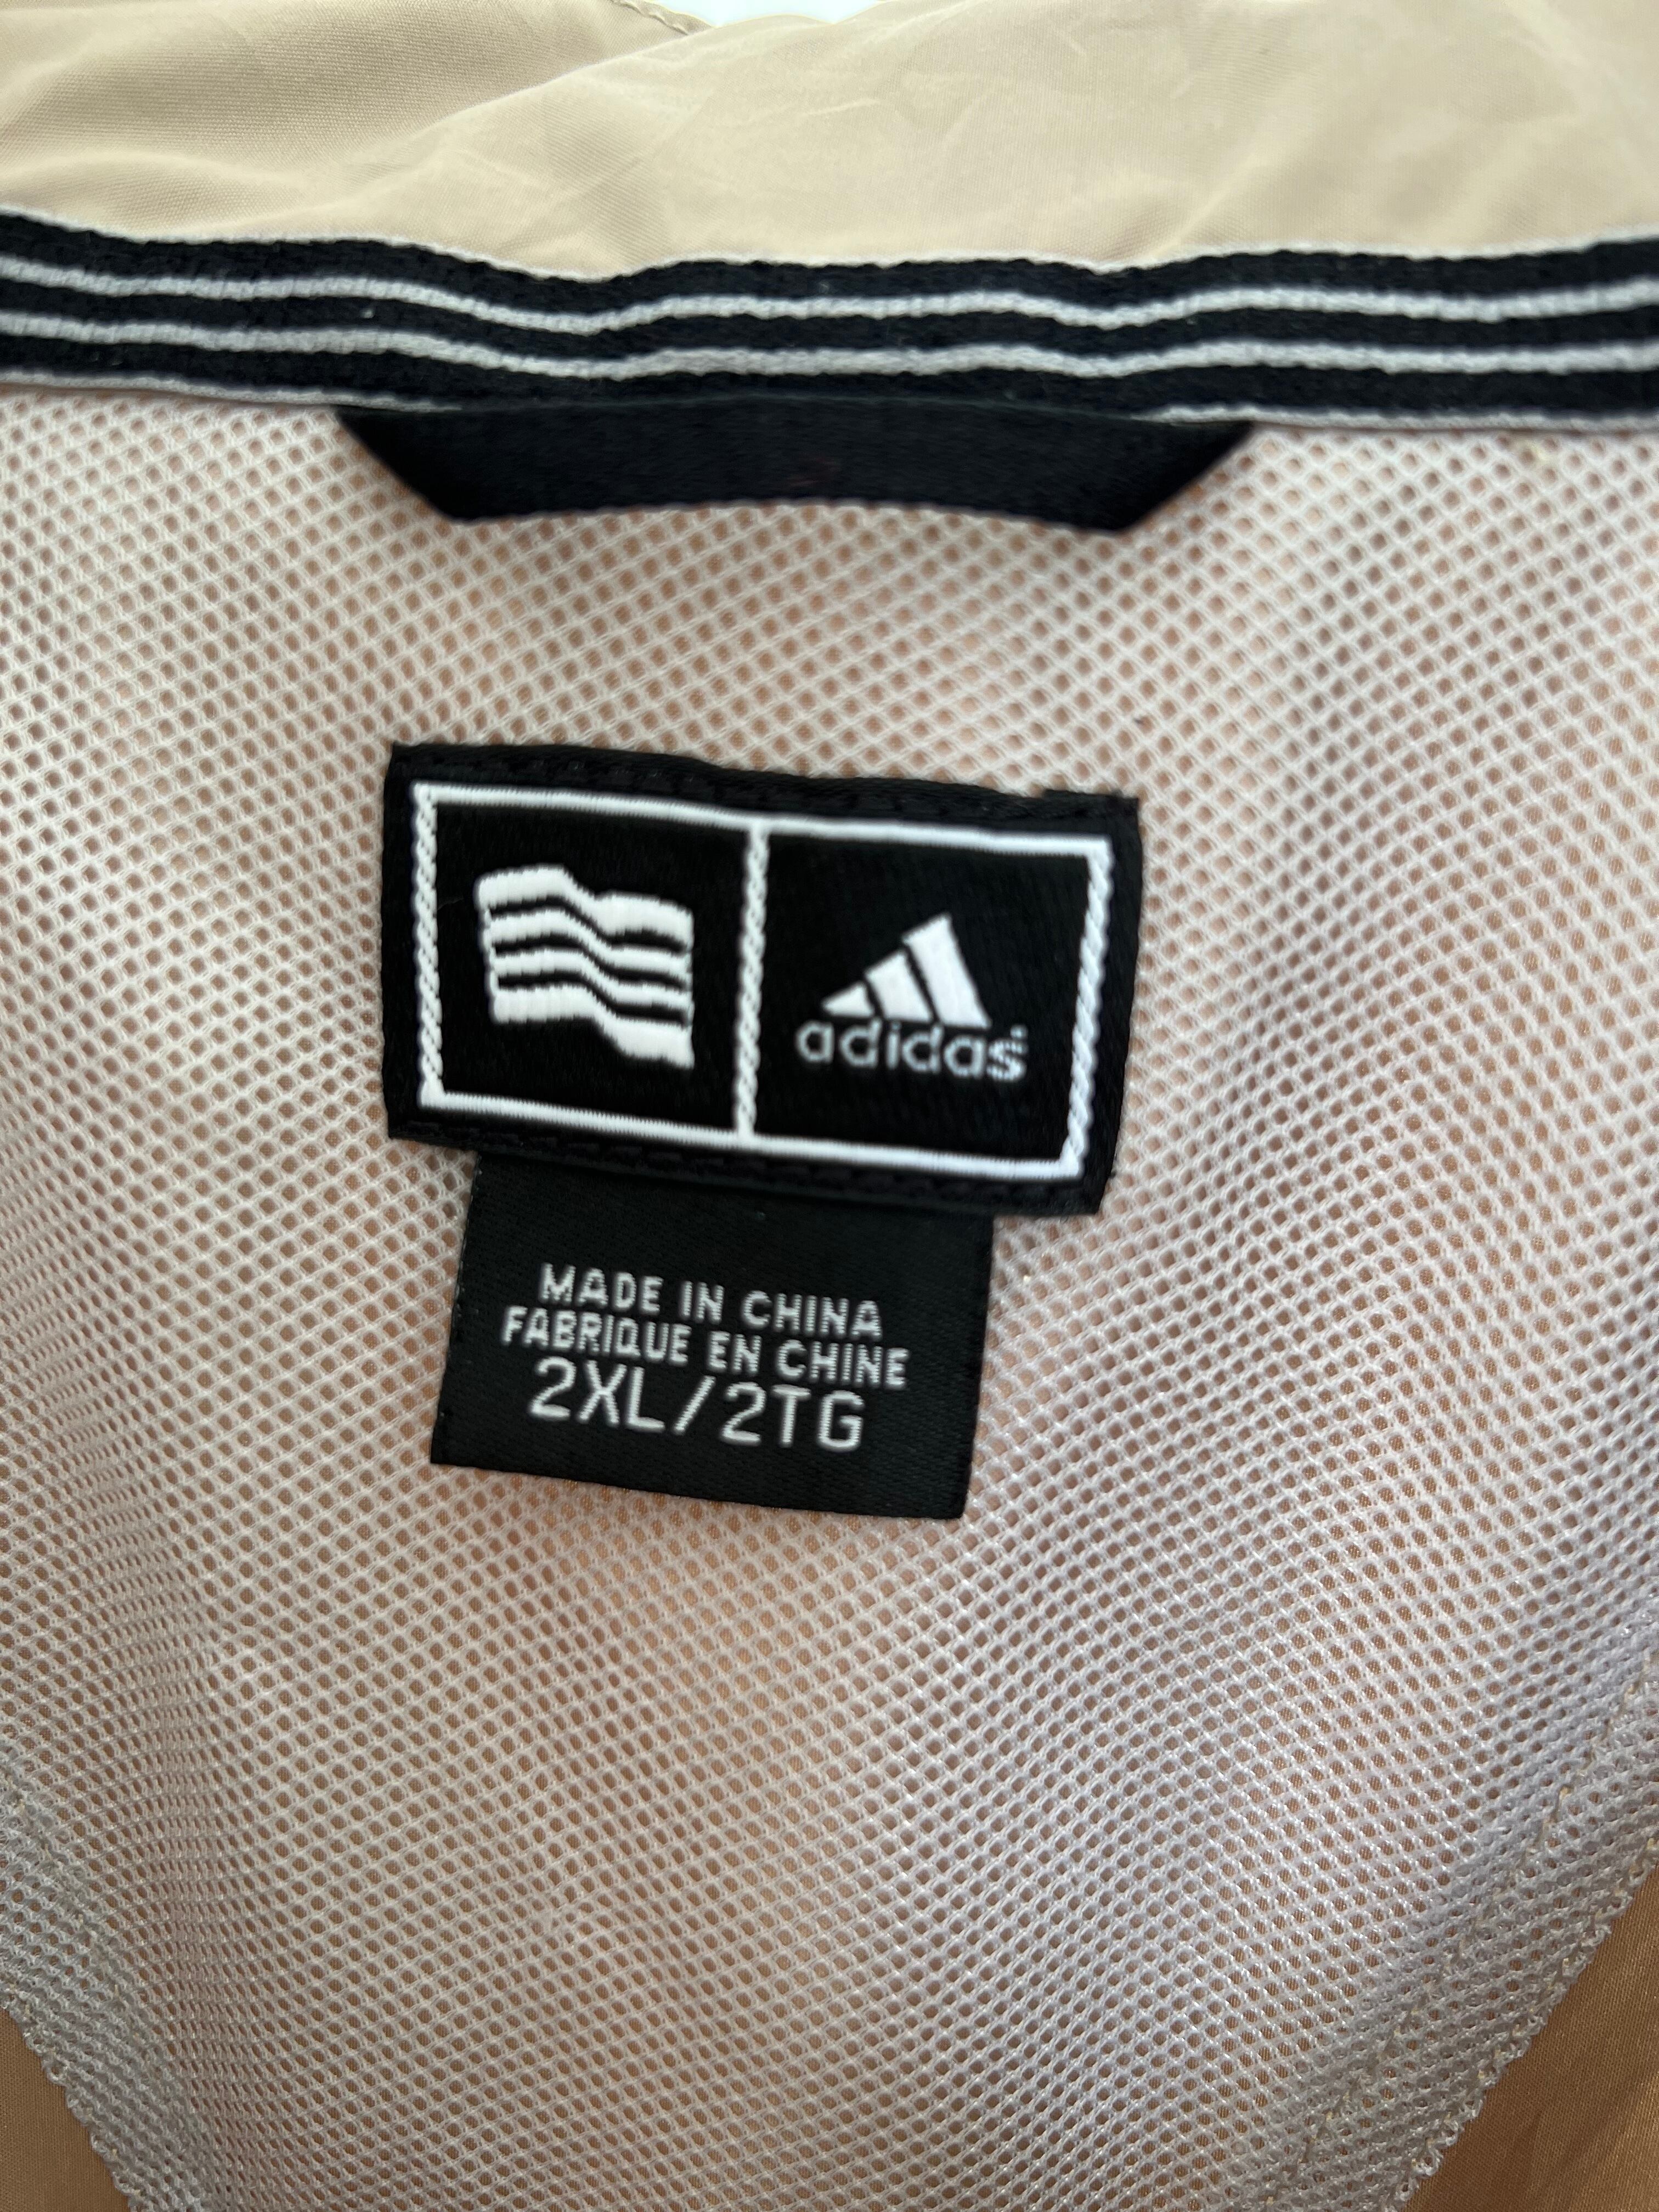 adidas
MADE IN CHINA
FABRIQUE EN CHINE
2XL/2TG